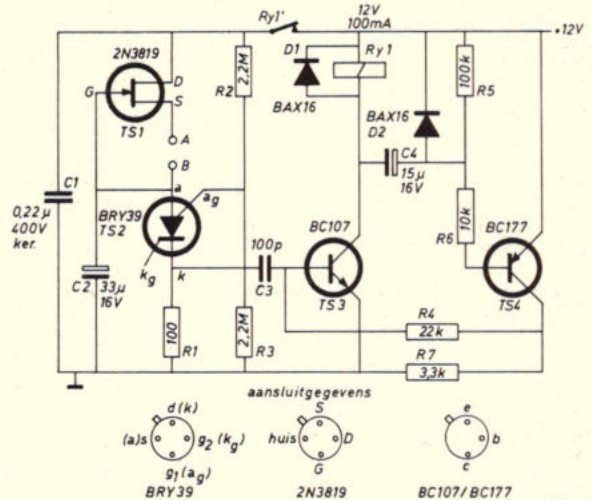 Ry1'
12V
100mA
+12V
2N3819
D1
Ry1
D
G
S
TS1
2,2M
R2
BAX16
100k
R5
A
B
BAX16
D2
C4
15µ
16V
C1
0,22µ
400V
ker.
a
ag
BRY39
TS2
kg
k
100p
C3
BC107
TS3
10k
R6
BC177
TS4
C2
33µ
16V
100
R1
2,2M
R3
R4
22k
R7
3,3k
aansluitgegevens
d(k)
(a)s
g2 (kg)
g1(ag)
BRY39
S
huis
D
G
2N3819
e
b
c
BC107/BC177